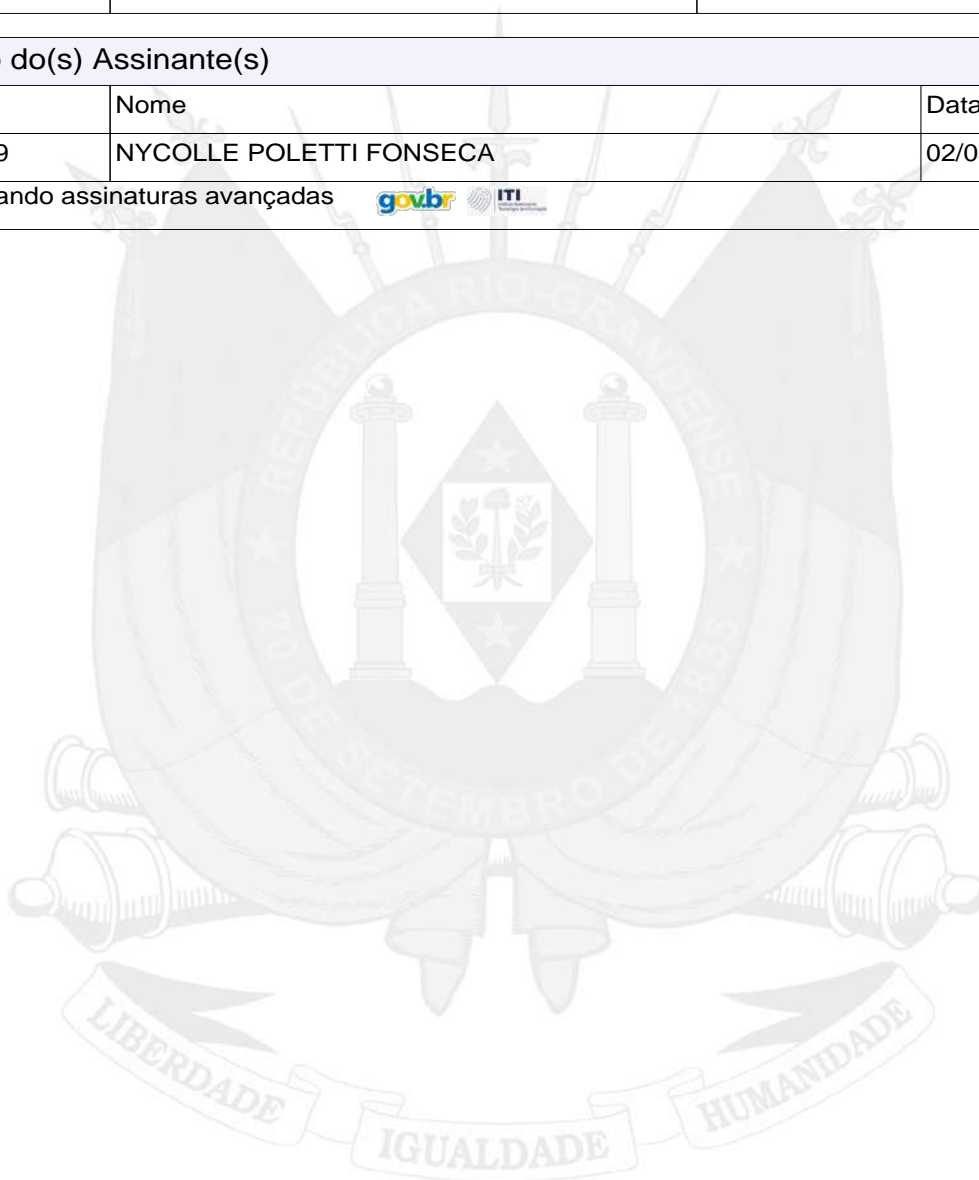 do(s) Assinante(s)
Nome Data
9 NYCOLLE POLETTI FONSECA 02/0
ando assinaturas avançadas gov.br ITI
REPÚBLICA RIO-GRANDENSE
20 DE SETEMBRO DE 1835
LIBERDADE IGUALDADE HUMANIDADE